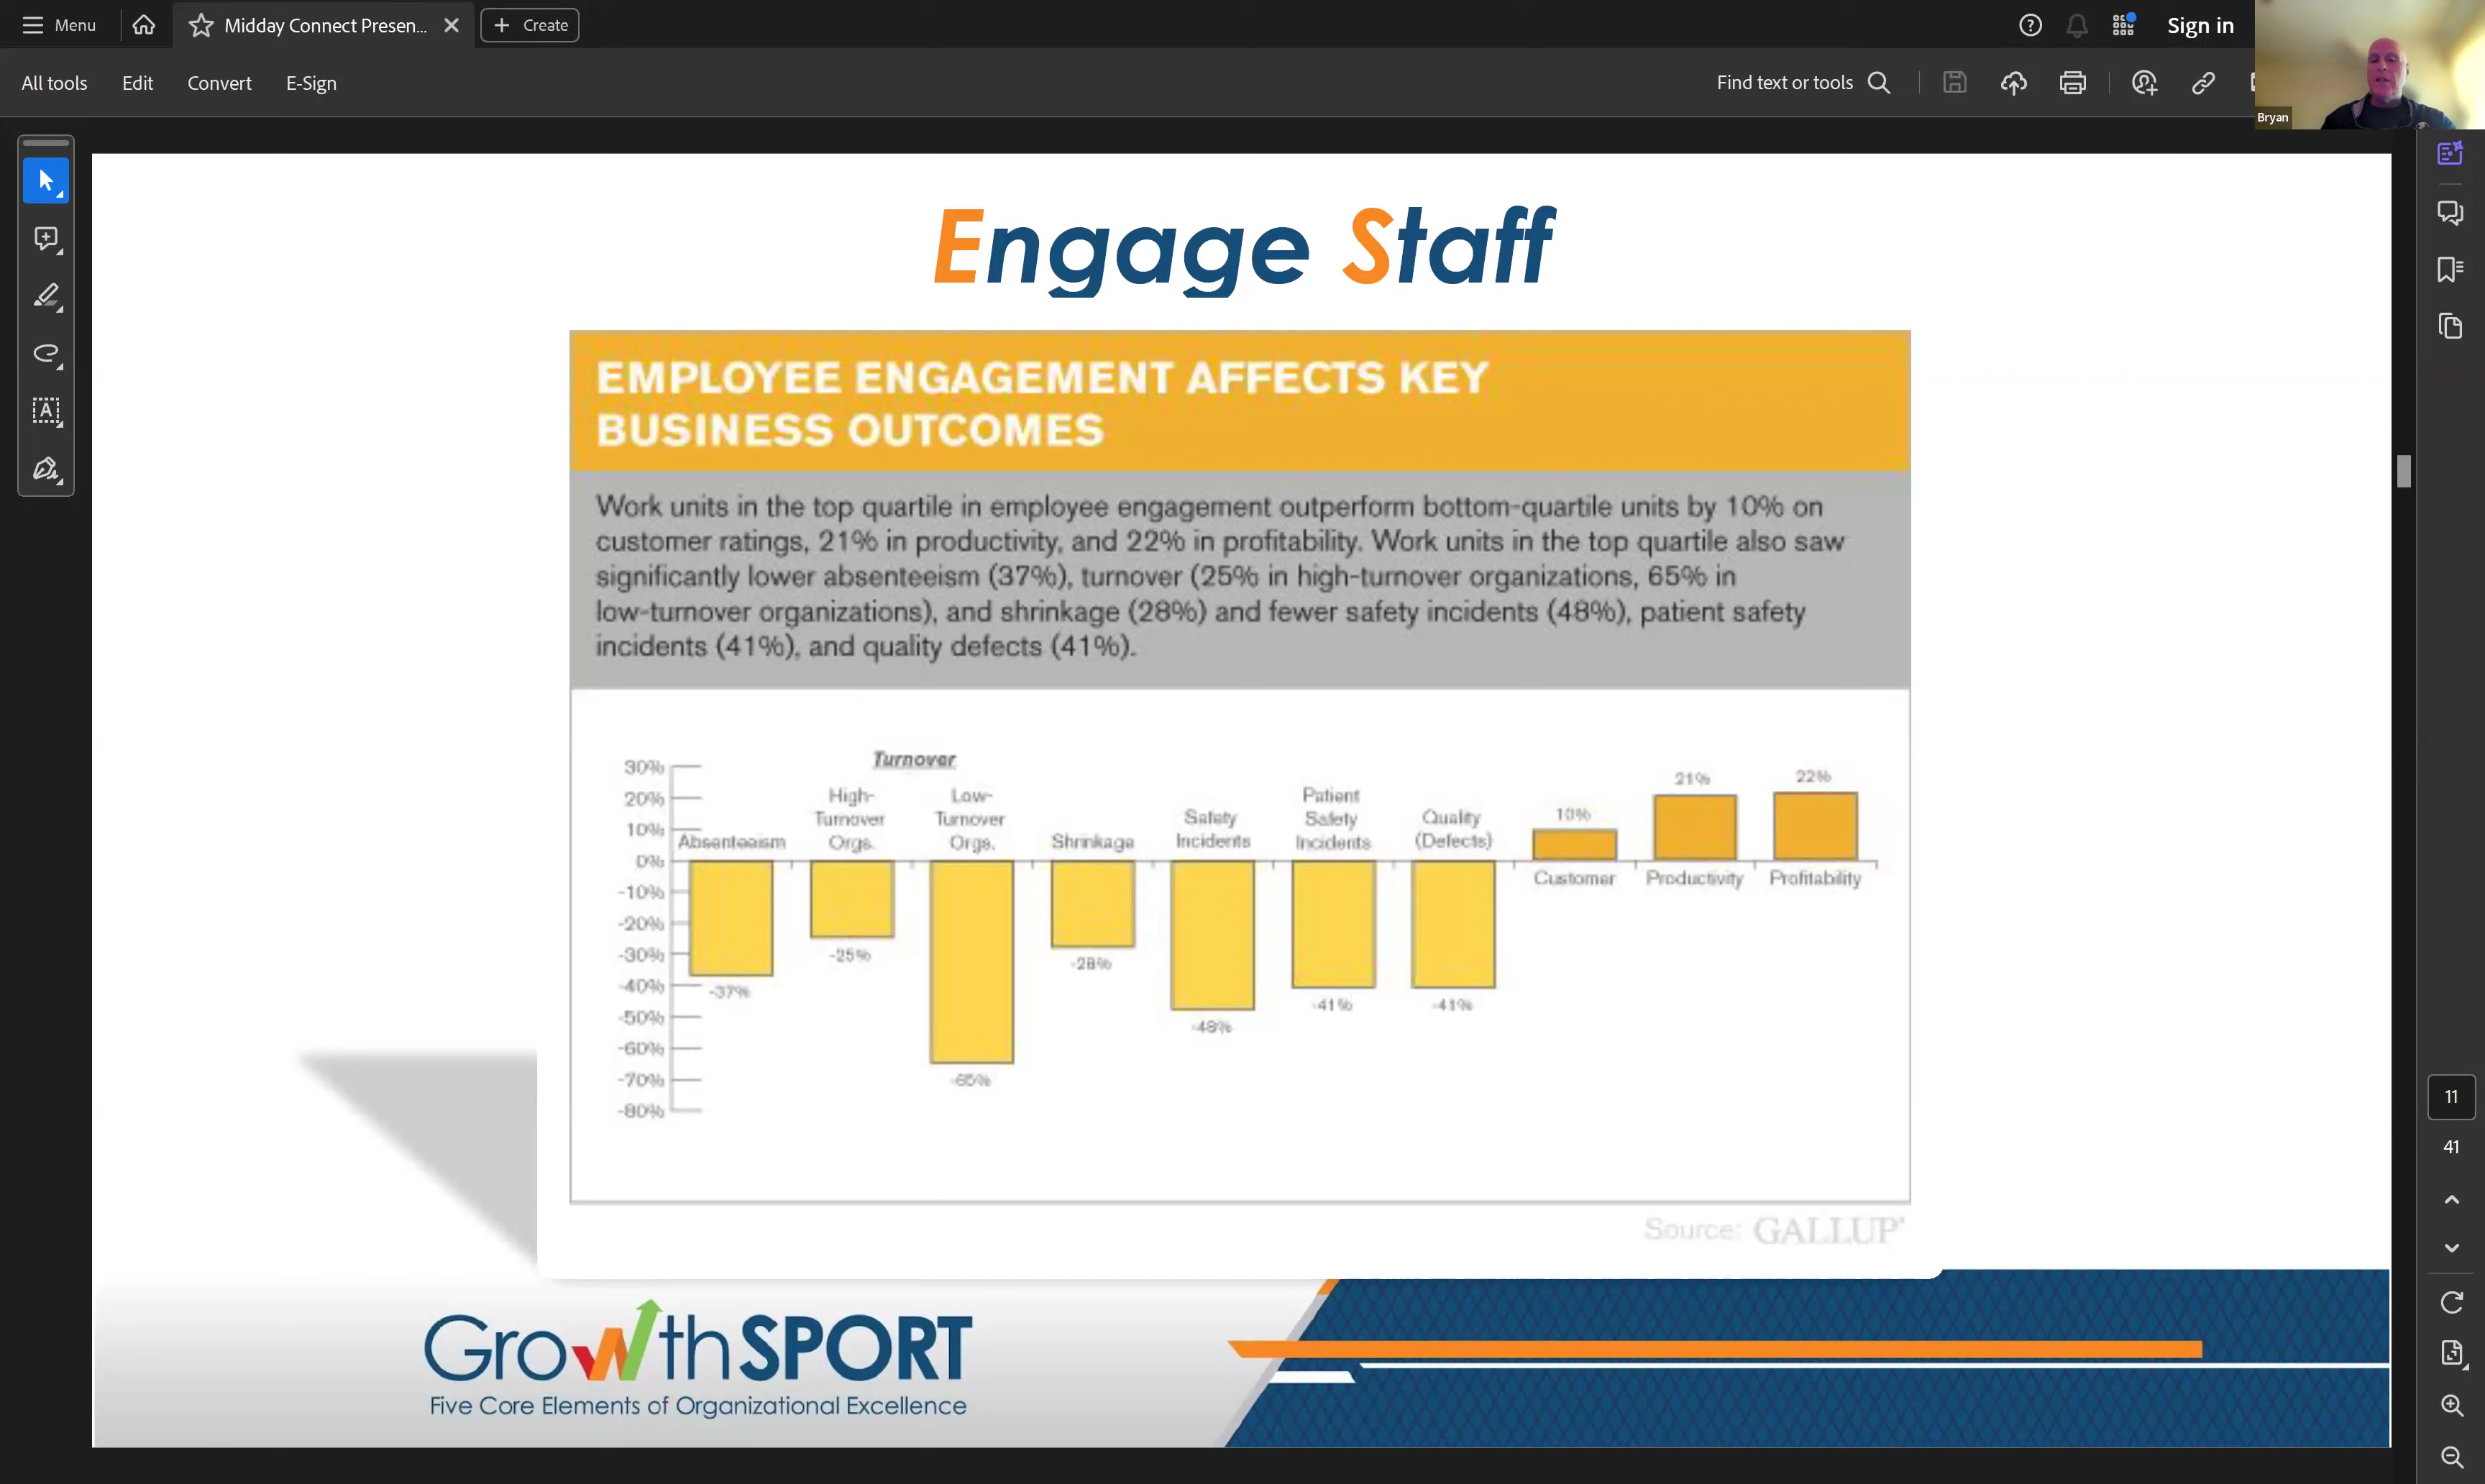 Menu
Midday Connect Presen...
Create
Sign in
All tools
Edit
Convert
E-Sign
Find text or tools
Bryan
Engage Staff
EMPLOYEE ENGAGEMENT AFFECTS KEY
BUSINESS OUTCOMES
Work units in the top quartile in employee engagement outperform bottom-quartile units by 10% on
customer ratings, 21% in productivity, and 22% in profitability. Work units in the top quartile also saw
significantly lower absenteeism (37%), turnover (25% in high-turnover organizations, 65% in
low-turnover organizations), and shrinkage (28%) and fewer safety incidents (48%), patient safety
incidents (41%), and quality defects (41%).
30%
20%
10%
0%
-10%
-20%
-30%
-40%
-50%
-60%
-70%
-80%
Turnover
Absenteeism
High-
Turnover
Orgs.
Low-
Turnover
Orgs.
Shrinkage
Safety
Incidents
Patient
Safety
Incidents
Quality
(Defects)
10%
21%
22%
Customer
Productivity
Profitability
-37%
-25%
-65%
-28%
-48%
-41%
-41%
Source: GALLUP®
GrowthSPORT
Five Core Elements of Organizational Excellence
11
41